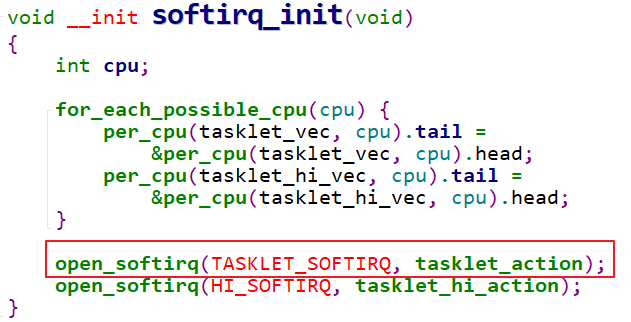 void __init softirq_init(void)
{
    int cpu;
    for_each_possible_cpu(cpu) {
        per_cpu(tasklet_vec, cpu).tail =
            &per_cpu(tasklet_vec, cpu).head;
        per_cpu(tasklet_hi_vec, cpu).tail =
            &per_cpu(tasklet_hi_vec, cpu).head;
    }
    open_softirq(TASKLET_SOFTIRQ, tasklet_action);
    open_softirq(HI_SOFTIRQ, tasklet_hi_action);
}